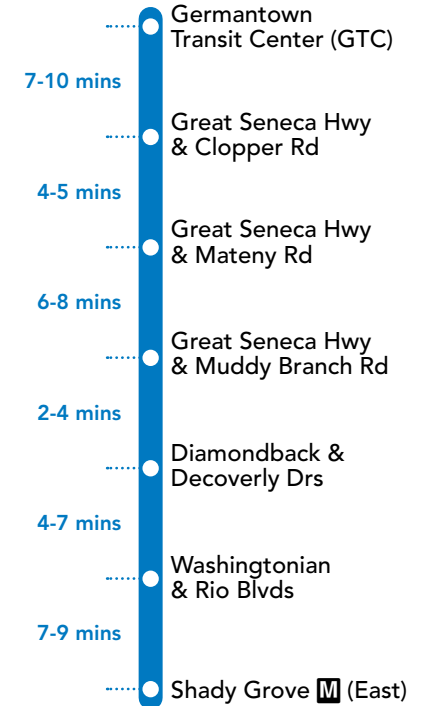 Germantown
Transit Center (GTC)
7-10 mins
Great Seneca Hwy
& Clopper Rd
4-5 mins
Great Seneca Hwy
& Mateny Rd
6-8 mins
Great Seneca Hwy
& Muddy Branch Rd
2-4 mins
Diamondback &
Decoverly Drs
4-7 mins
Washingtonian
& Rio Blvds
7-9 mins
Shady Grove M (East)